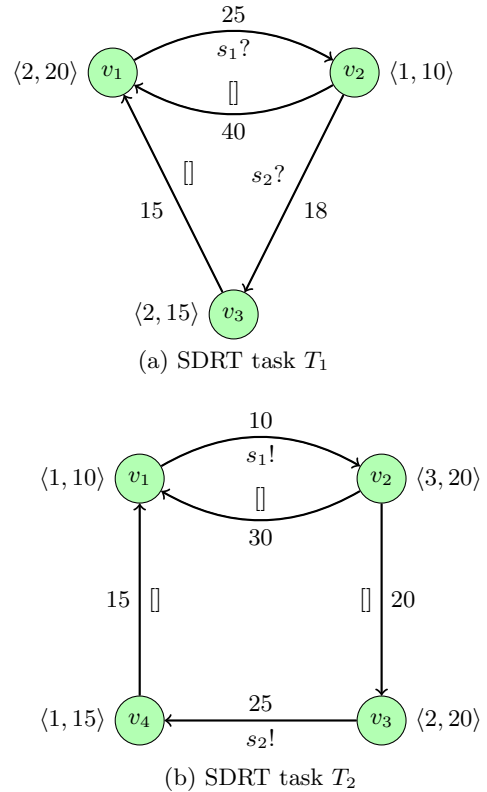 25
s₁?
⟨2, 20⟩ v₁ [] v₂ ⟨1, 10⟩
40
[] s₂?
15 18
⟨2, 15⟩ v₃
(a) SDRT task T₁
10
s₁!
⟨1, 10⟩ v₁ [] v₂ ⟨3, 20⟩
30
15 [] [] 20
25
⟨1, 15⟩ v₄ v₃ ⟨2, 20⟩
s₂!
(b) SDRT task T₂